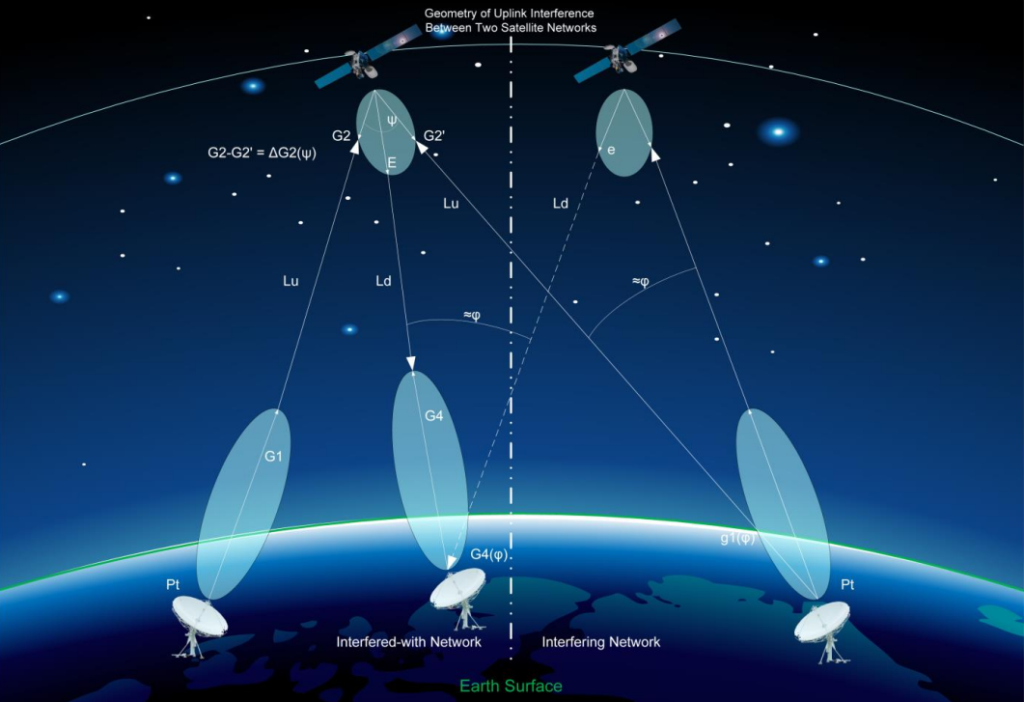 Geometry of Uplink Interference
Between Two Satellite Networks
ψ
G2
G2'
e
G2-G2' = ΔG2(ψ)
E
Lu
Ld
Lu
Ld
≈φ
≈φ
G4
G1
g1(φ)
G4(φ)
Pt
Pt
Interfered-with Network
Interfering Network
Earth Surface